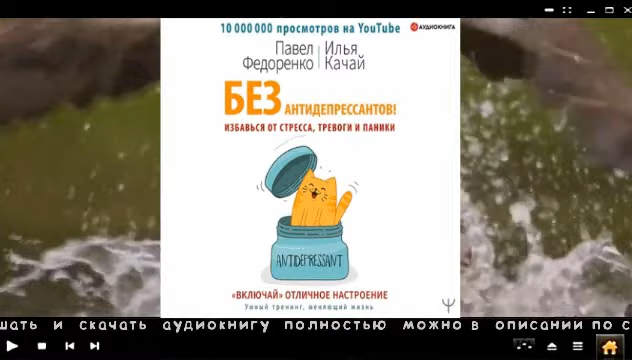 10 000 000 просмотров на YouTube
АУДИОКНИГА
Павел Федоренко
Илья Качай
БЕЗ АНТИДЕПРЕССАНТОВ!
ИЗБАВЬСЯ ОТ СТРЕССА, ТРЕВОГИ И ПАНИКИ
ANTIDEPRESSANT
«ВКЛЮЧАЙ» ОТЛИЧНОЕ НАСТРОЕНИЕ
Умный тренинг, меняющий жизнь
и скачать аудиокнигу полностью можно в описании по